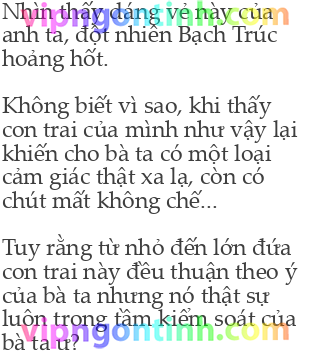 Nhìn thấy dáng vẻ này của
anh ta, đột nhiên Bạch Trúc
hoảng hốt.
Không biết vì sao, khi thấy
con trai của mình như vậy lại
khiến cho bà ta có một loại
cảm giác thật xa lạ, còn có
chút mất không chế...
Tuy rằng từ nhỏ đến lớn đứa
con trai này đều thuận theo ý
của bà ta nhưng nó thật sự
luôn trong tầm kiểm soát của
bà ta ư?
vipngontinh.com
vipngontinh.com